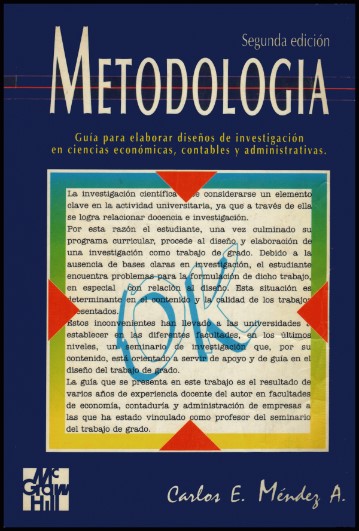 Segunda edición
METODOLOGIA
Guía para elaborar diseños de investigación
en ciencias económicas, contables y administrativas.
La investigación científica de considerarse un elemento
clave en la actividad universitaria, ya que a través de ella
se logra relacionar docencia e investigación.
Por esta razón el estudiante, una vez culminado su
programa curricular, procede al diseño y elaboración de
una investigación como trabajo de grado. Debido a la
ausencia de bases claras en investigación, el estudiante
encuentra problemas para la formulación de dicho trabajo,
en especial con relación diseño. Esta situación es
determinante en contenido y la calidad de los trabajos
esentados.
Estos inconvenientes han llevado a las universidades a
establecer en las diferentes facultades, en los últimos
niveles, un seminario de investigación que, por su
contenido, está orientado a servir de apoyo y de guía en el
diseño del trabajo de grado.
La guía que se presenta en este trabajo es el resultado de
varios años de experiencia docente del autor en facultades
de economía, contaduría y administración de empresas a
las que ha estado vinculado como profesor del seminario
del trabajo de grado.
OK
Mc
Graw
Hill
Carlos E. Méndez A.